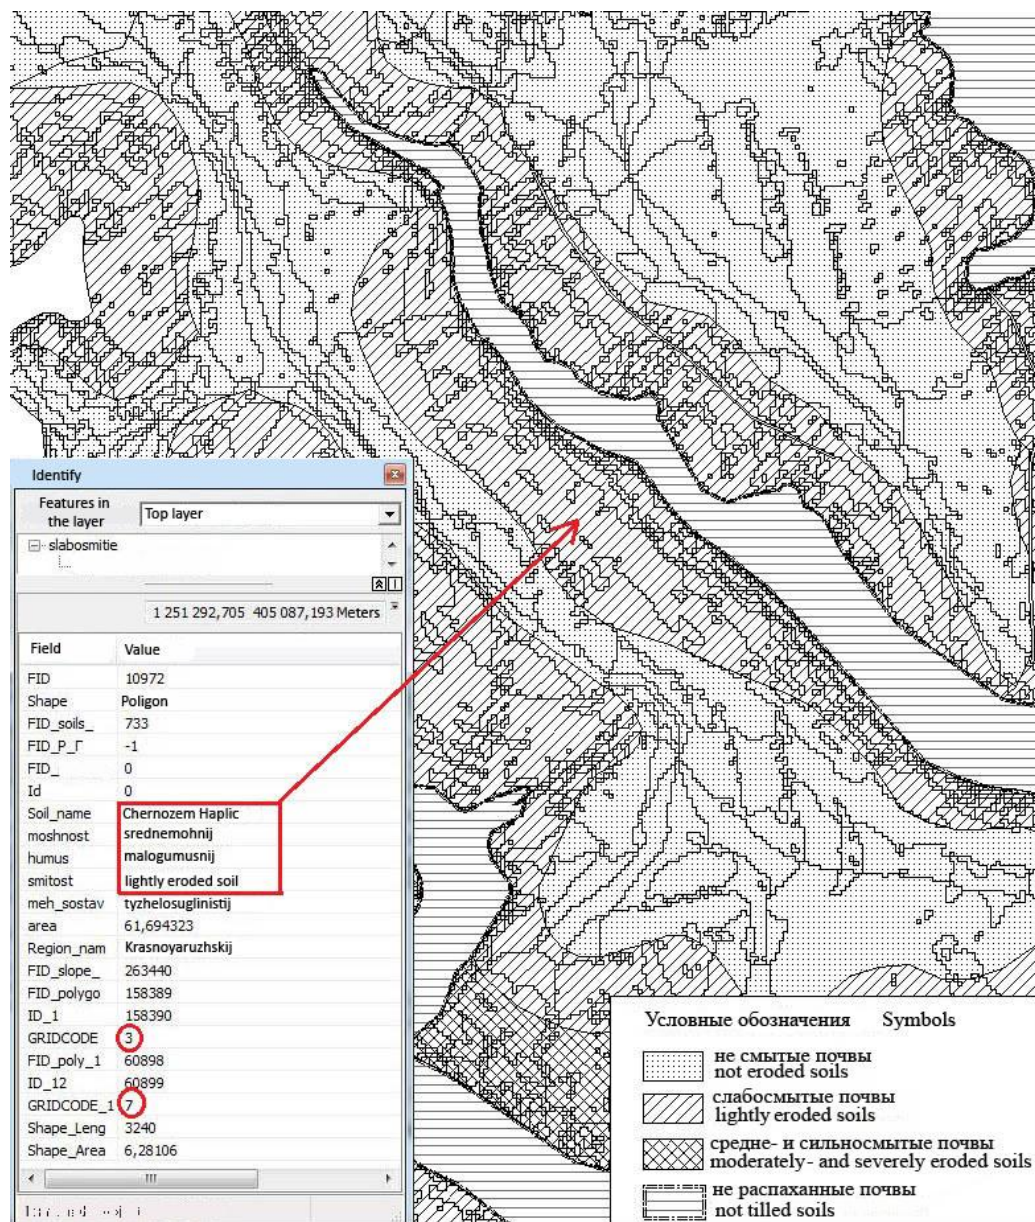 Identify
Features in
the layer
Top layer
slabosmitie
1 251 292,705 405 087,193 Meters
Field Value
FID 10972
Shape Poligon
FID_soils_ 733
FID_P_Г -1
FID_ 0
Id 0
Soil_name Chernozem Haplic
moshnost srednemohnij
humus malogumusnij
smitost lightly eroded soil
meh_sostav tyzhelosuglinistij
area 61,694323
Region_nam Krasnoyaruzhskij
FID_slope_ 263440
FID_polygo 158389
ID_1 158390
GRIDCODE 3
FID_poly_1 60898
ID_12 60899
GRIDCODE_1 7
Shape_Leng 3240
Shape_Area 6,28106
Условные обозначения Symbols
не смытые почвы
not eroded soils
слабосмытые почвы
lightly eroded soils
средне- и сильносмытые почвы
moderately- and severely eroded soils
не распаханные почвы
not tilled soils